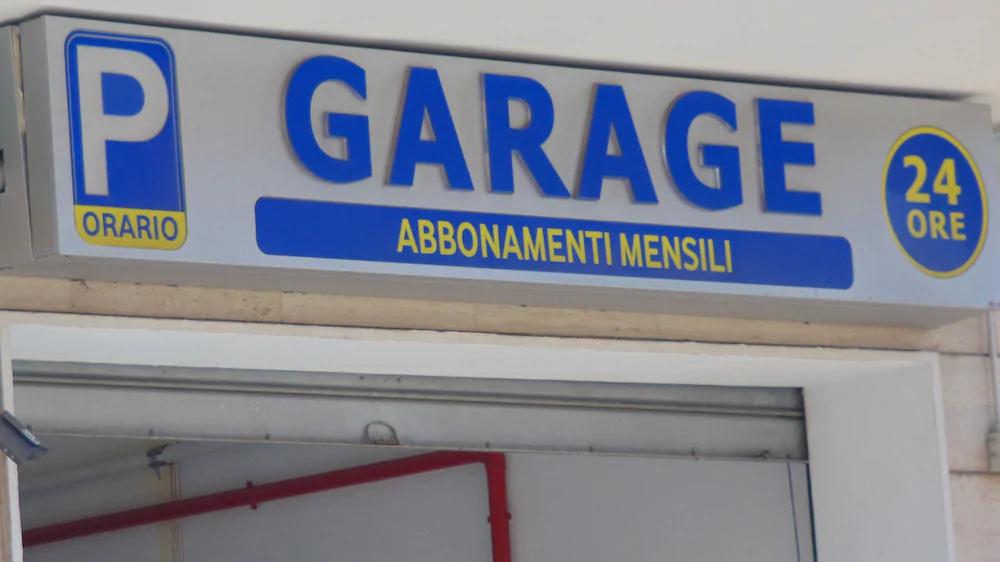 P
ORARIO
GARAGE
ABBONAMENTI MENSILI
24
ORE